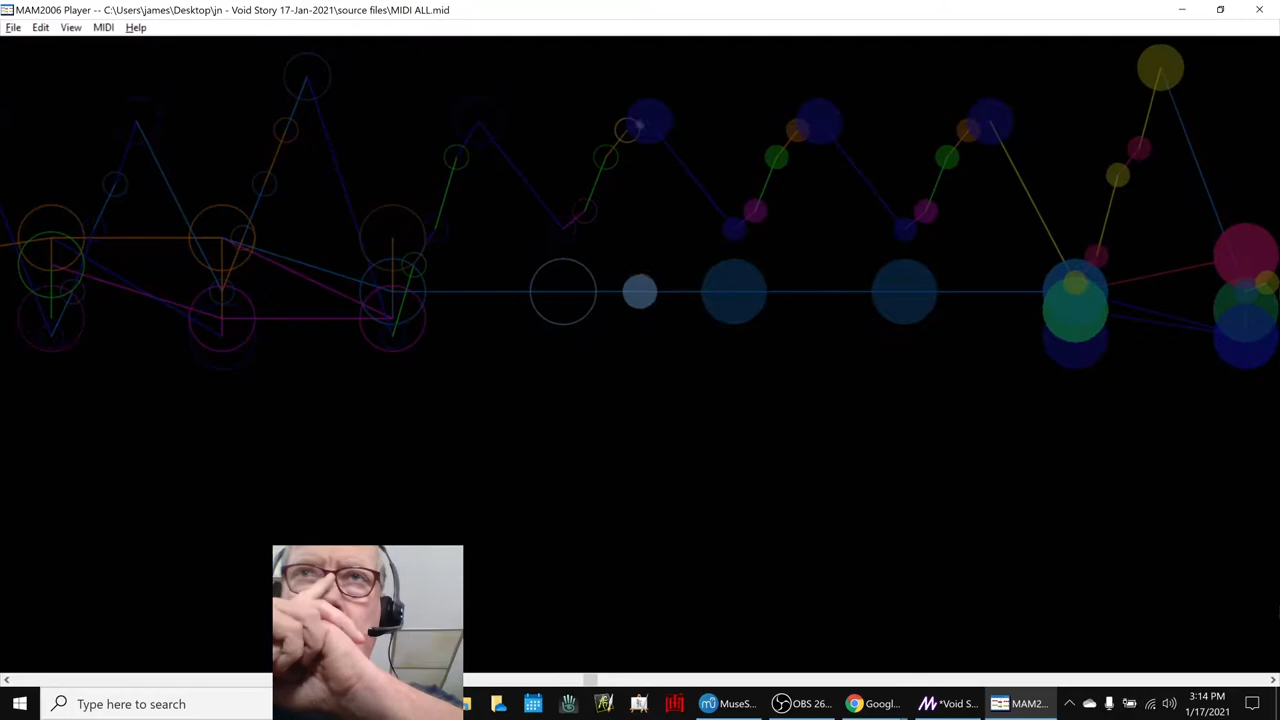 MAM2006 Player -- C:\Users\james\Desktop\jn - Void Story 17-Jan-2021\source files\MIDI ALL.mid
File Edit View MIDI Help
Type here to search
MuseS...
OBS 26...
Googl...
*Void S...
MAM2...
3:14 PM
1/17/2021